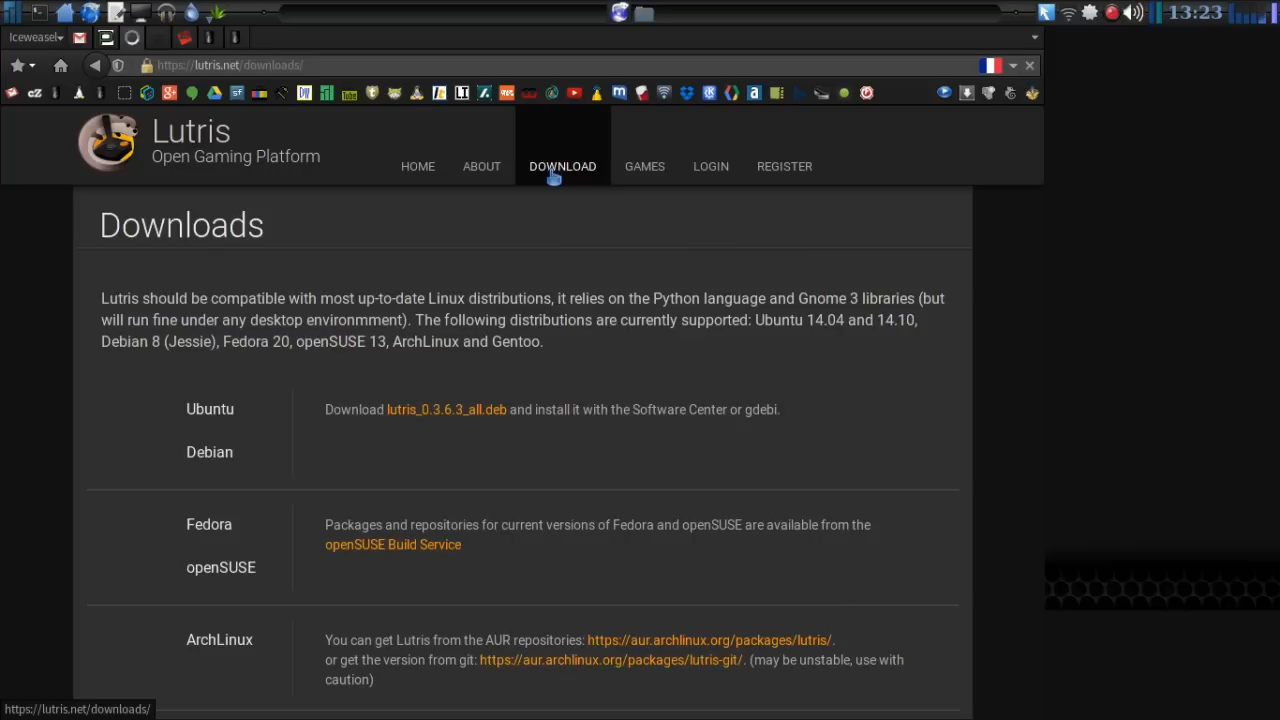 13:23
Iceweasel
https://lutris.net/downloads/
Lutris
Open Gaming Platform
HOME ABOUT DOWNLOAD GAMES LOGIN REGISTER
Downloads
Lutris should be compatible with most up-to-date Linux distributions, it relies on the Python language and Gnome 3 libraries (but
will run fine under any desktop environmment). The following distributions are currently supported: Ubuntu 14.04 and 14.10,
Debian 8 (Jessie), Fedora 20, openSUSE 13, ArchLinux and Gentoo.
Ubuntu
Download lutris_0.3.6.3_all.deb and install it with the Software Center or gdebi.
Debian
Fedora
Packages and repositories for current versions of Fedora and openSUSE are available from the
openSUSE Build Service
openSUSE
ArchLinux
You can get Lutris from the AUR repositories: https://aur.archlinux.org/packages/lutris/.
or get the version from git: https://aur.archlinux.org/packages/lutris-git/. (may be unstable, use with
caution)
https://lutris.net/downloads/